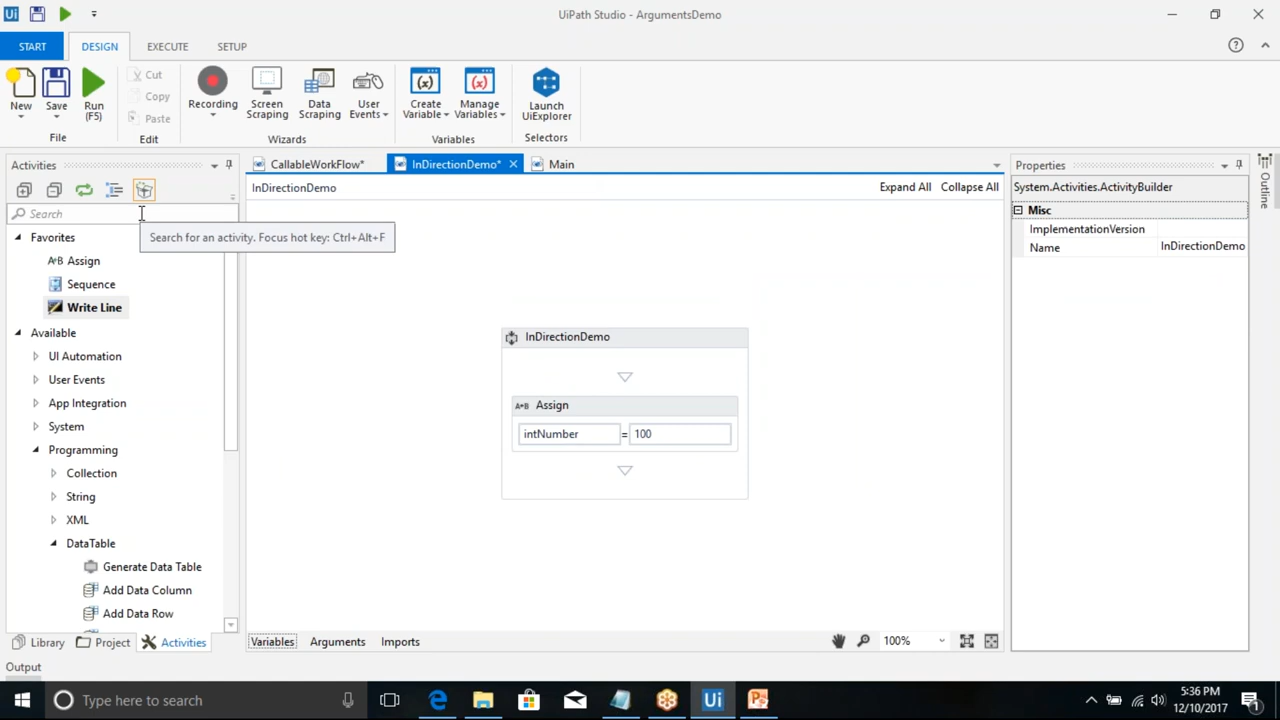 Ui
UiPath Studio - ArgumentsDemo
START
DESIGN
EXECUTE
SETUP
New
Save
Run
(F5)
Cut
Copy
Paste
Recording
Screen
Scraping
Data
Scraping
User
Events
Create
Variable
Manage
Variables
Launch
UiExplorer
File
Edit
Wizards
Variables
Selectors
Activities
CallableWorkFlow*
InDirectionDemo*
Main
Properties
Outline
InDirectionDemo
Expand All
Collapse All
System.Activities.ActivityBuilder
Search
Misc
Search for an activity. Focus hot key: Ctrl+Alt+F
ImplementationVersion
Name
InDirectionDemo
Favorites
A+B Assign
Sequence
Write Line
Available
UI Automation
User Events
App Integration
System
Programming
Collection
String
XML
DataTable
Generate Data Table
Add Data Column
Add Data Row
InDirectionDemo
A+B Assign
intNumber = 100
Library
Project
Activities
Variables
Arguments
Imports
100%
Output
Type here to search
Ui
5:36 PM
12/10/2017
1